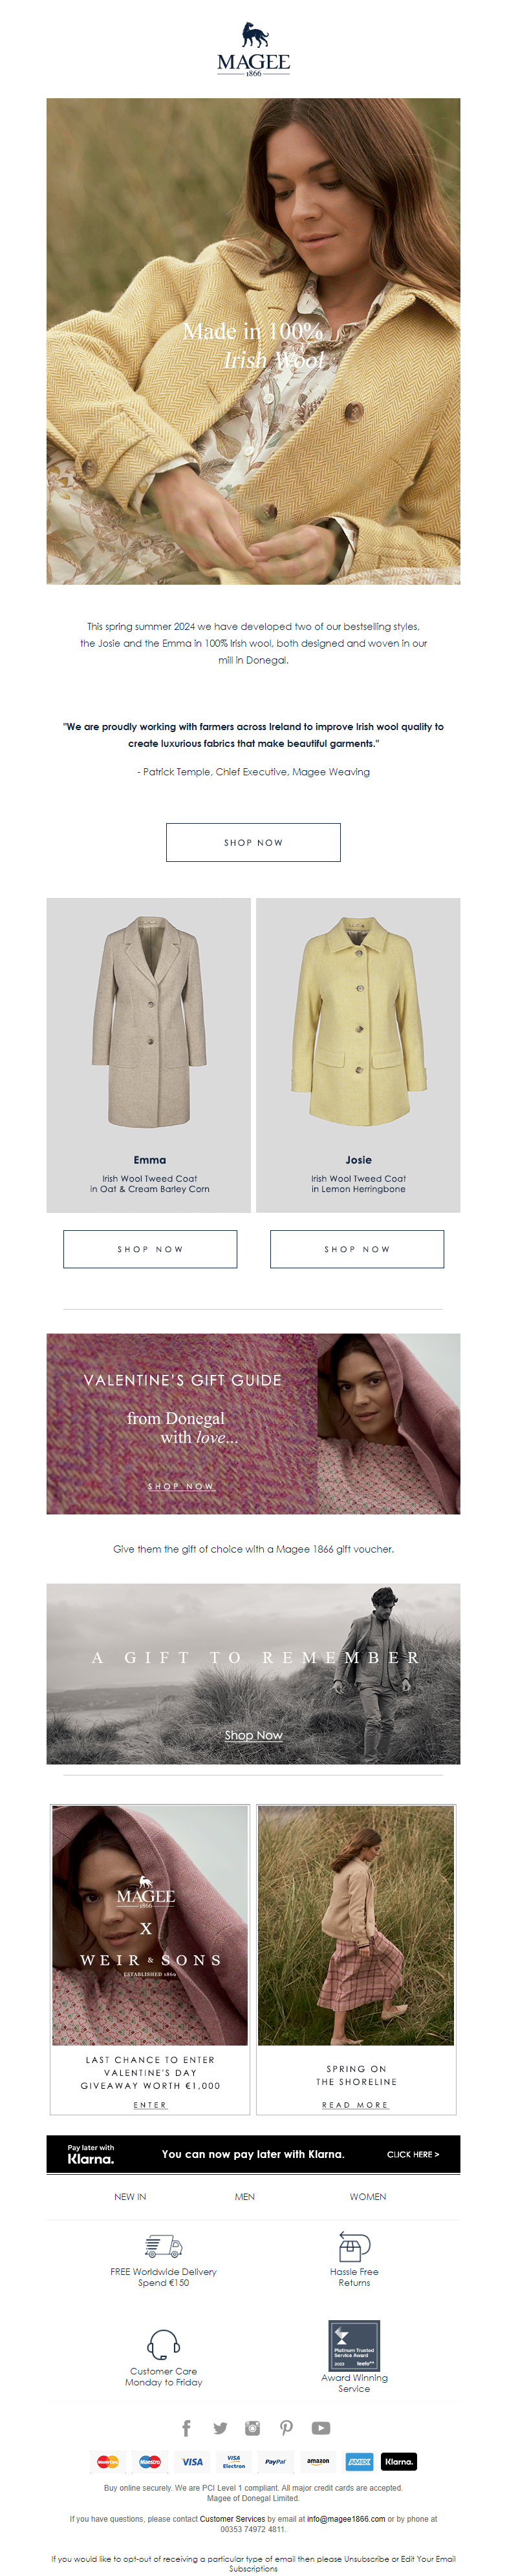 MAGEE
1866
Made in 100%
Irish Wool
This spring summer 2024 we have developed two of our bestselling styles,
the Josie and the Emma in 100% Irish wool, both designed and woven in our
mill in Donegal.
"We are proudly working with farmers across Ireland to improve Irish wool quality to
create luxurious fabrics that make beautiful garments."
- Patrick Temple, Chief Executive, Magee Weaving
SHOP NOW
Emma
Irish Wool Tweed Coat
in Oat & Cream Barley Corn
Josie
Irish Wool Tweed Coat
in Lemon Herringbone
SHOP NOW
SHOP NOW
VALENTINE'S GIFT GUIDE
from Donegal
with love...
SHOP NOW
Give them the gift of choice with a Magee 1866 gift voucher.
A GIFT TO REMEMBER
Shop Now
MAGEE
1866
X
WEIR & SONS
ESTABLISHED 1869
LAST CHANCE TO ENTER
VALENTINE'S DAY
GIVEAWAY WORTH €1,000
ENTER
SPRING ON
THE SHORELINE
READ MORE
Pay later with
Klarna.
You can now pay later with Klarna.
CLICK HERE >
NEW IN
MEN
WOMEN
FREE Worldwide Delivery
Spend €150
Hassle Free
Returns
Customer Care
Monday to Friday
Platinum Trusted
Service Award
2023 feefo
Award Winning
Service
MasterCard
Maestro
VISA
VISA
Electron
PayPal
amazon
AMEX
Klarna.
Buy online securely. We are PCI Level 1 compliant. All major credit cards are accepted.
Magee of Donegal Limited.
If you have questions, please contact Customer Services by email at info@magee1866.com or by phone at
00353 74972 4811.
If you would like to opt-out of receiving a particular type of email then please Unsubscribe or Edit Your Email
Subscriptions